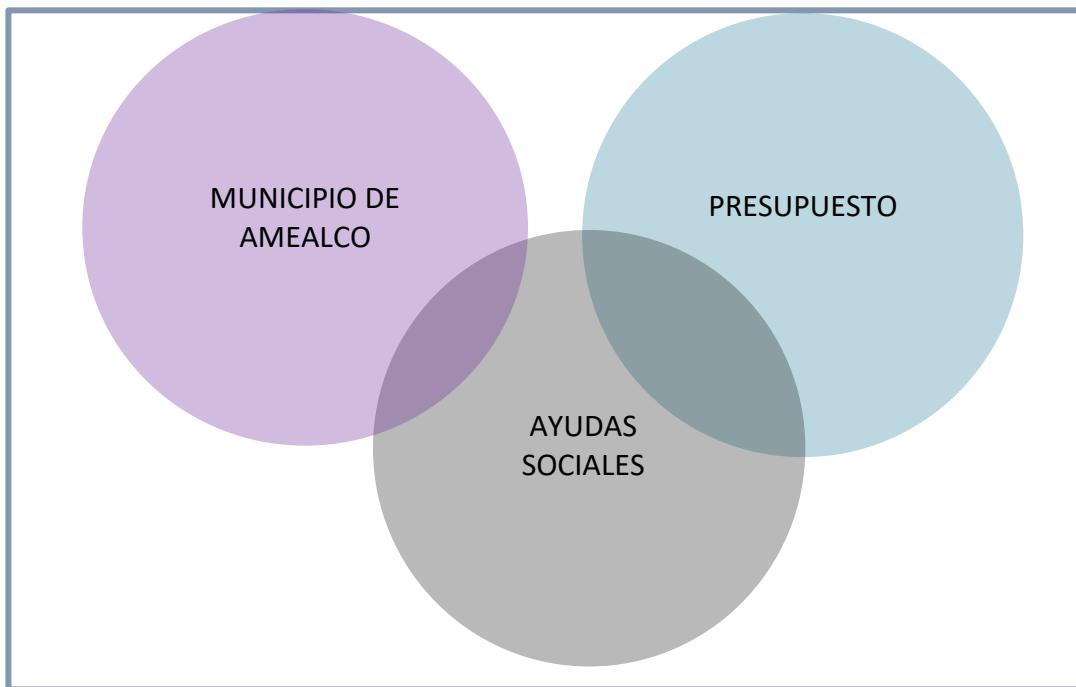 MUNICIPIO DE
AMEALCO
PRESUPUESTO
AYUDAS
SOCIALES